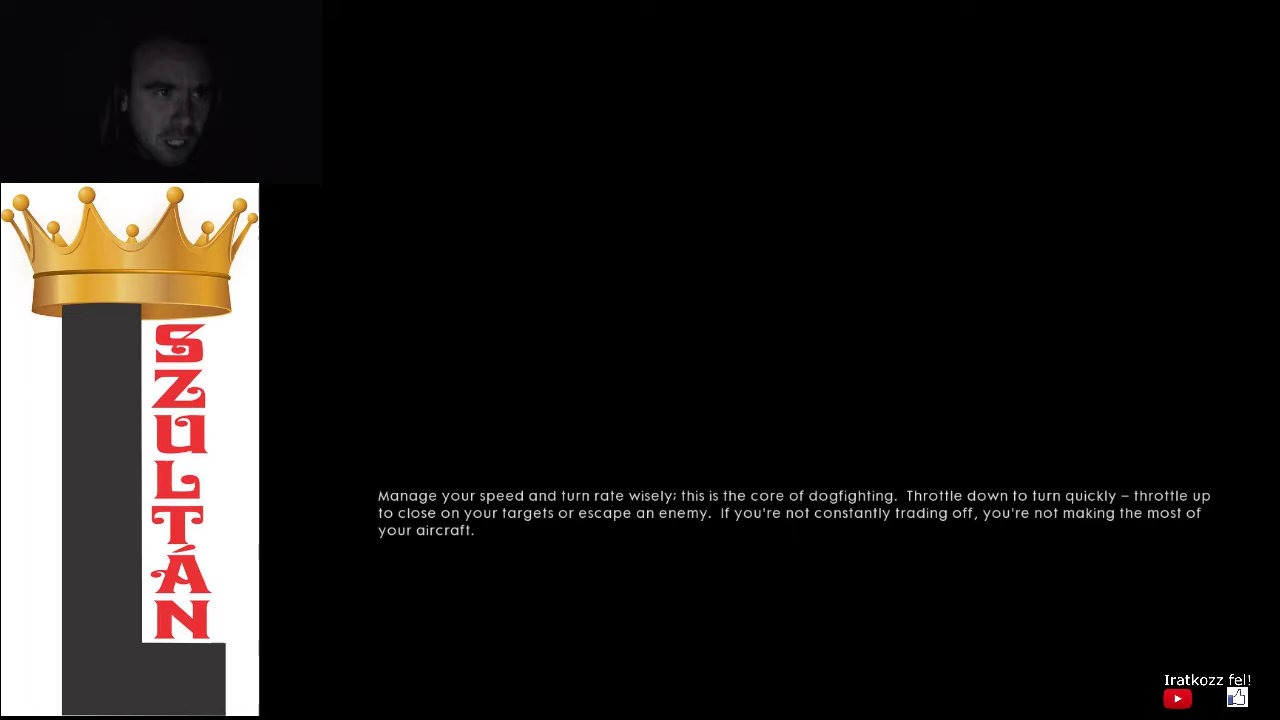 L
SZULTÁN
Manage your speed and turn rate wisely; this is the core of dogfighting.  Throttle down to turn quickly – throttle up
to close on your targets or escape an enemy.  If you're not constantly trading off, you're not making the most of
your aircraft.
Iratkozz fel!